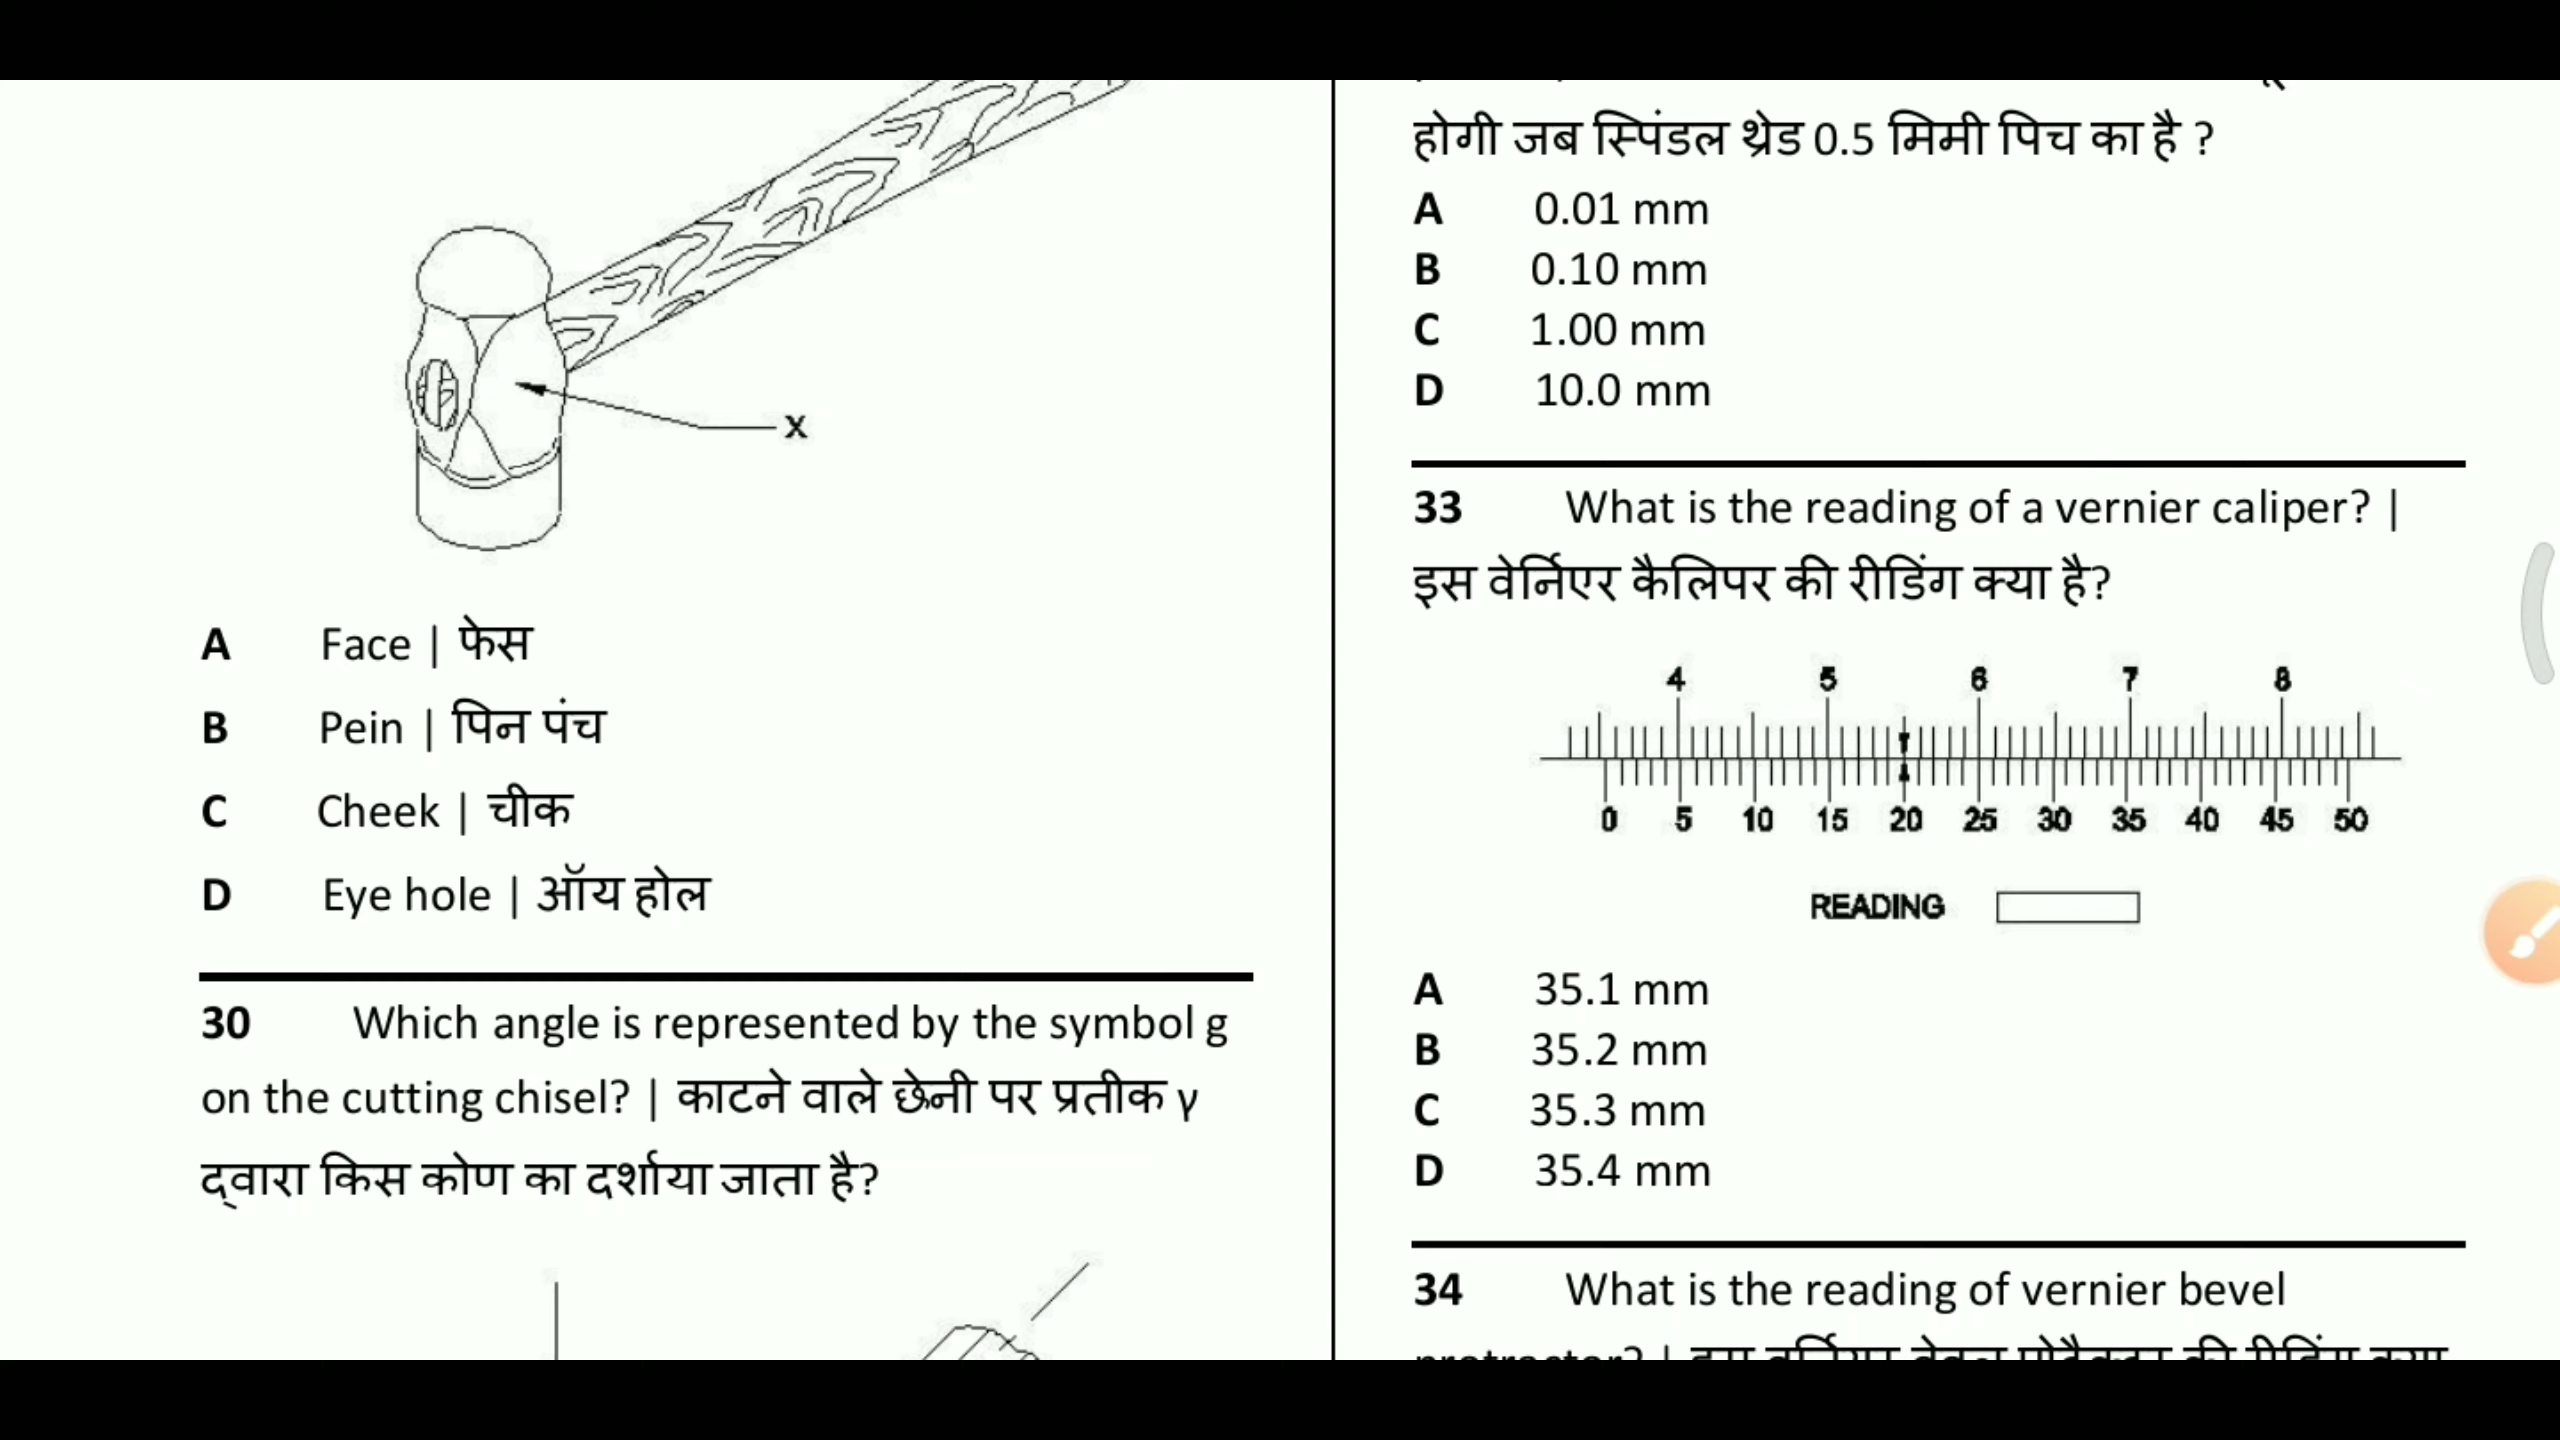 X
A Face | फेस
B Pein | पिन पंच
C Cheek | चीक
D Eye hole | ऑय होल
30 Which angle is represented by the symbol g
on the cutting chisel? | काटने वाले छेनी पर प्रतीक γ
द्वारा किस कोण का दर्शाया जाता है?
होगी जब स्पिंडल थ्रेड 0.5 मिमी पिच का है ?
A 0.01 mm
B 0.10 mm
C 1.00 mm
D 10.0 mm
33 What is the reading of a vernier caliper? |
इस वेर्निएर कैलिपर की रीडिंग क्या है?
4 5 6 7 8
0 5 10 15 20 25 30 35 40 45 50
READING
A 35.1 mm
B 35.2 mm
C 35.3 mm
D 35.4 mm
34 What is the reading of vernier bevel